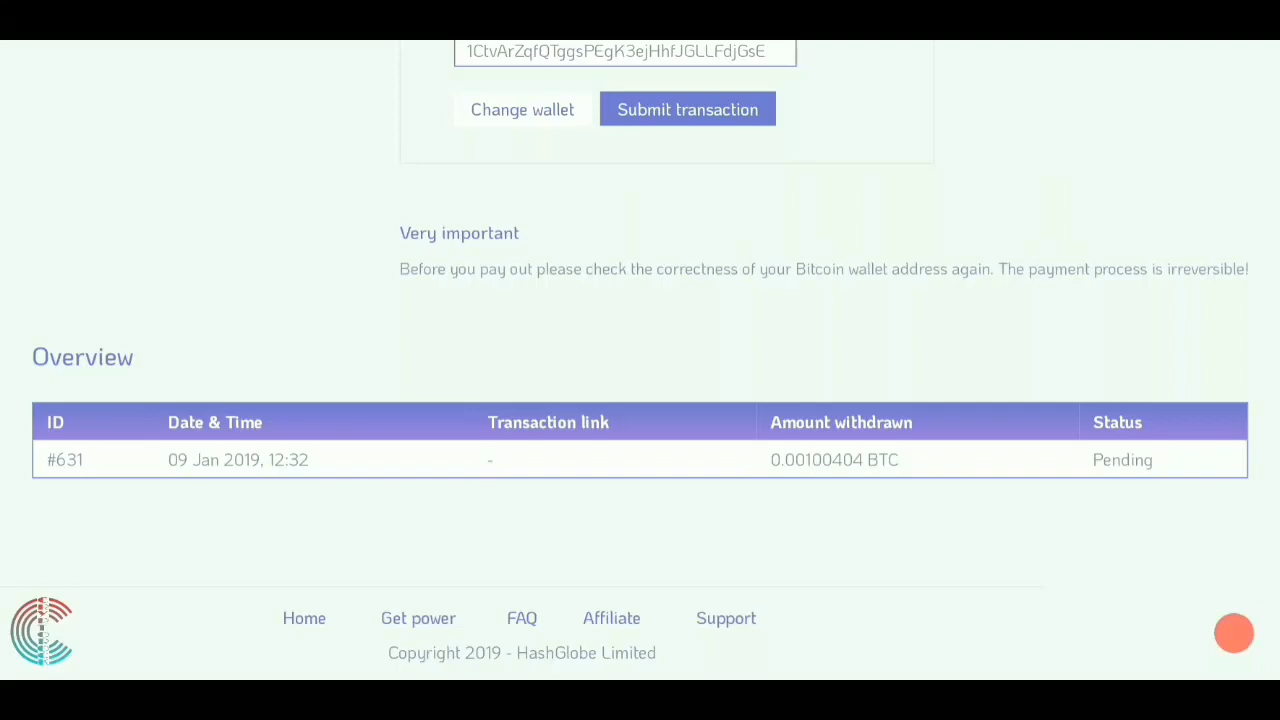 1CtvArZqfQTggsPEgK3ejHhfJGLLFdjGsE
Change wallet Submit transaction
Very important
Before you pay out please check the correctness of your Bitcoin wallet address again. The payment process is irreversible!
Overview
ID Date & Time Transaction link Amount withdrawn Status
#631 09 Jan 2019, 12:32 - 0.00100404 BTC Pending
Home Get power FAQ Affiliate Support
Copyright 2019 - HashGlobe Limited